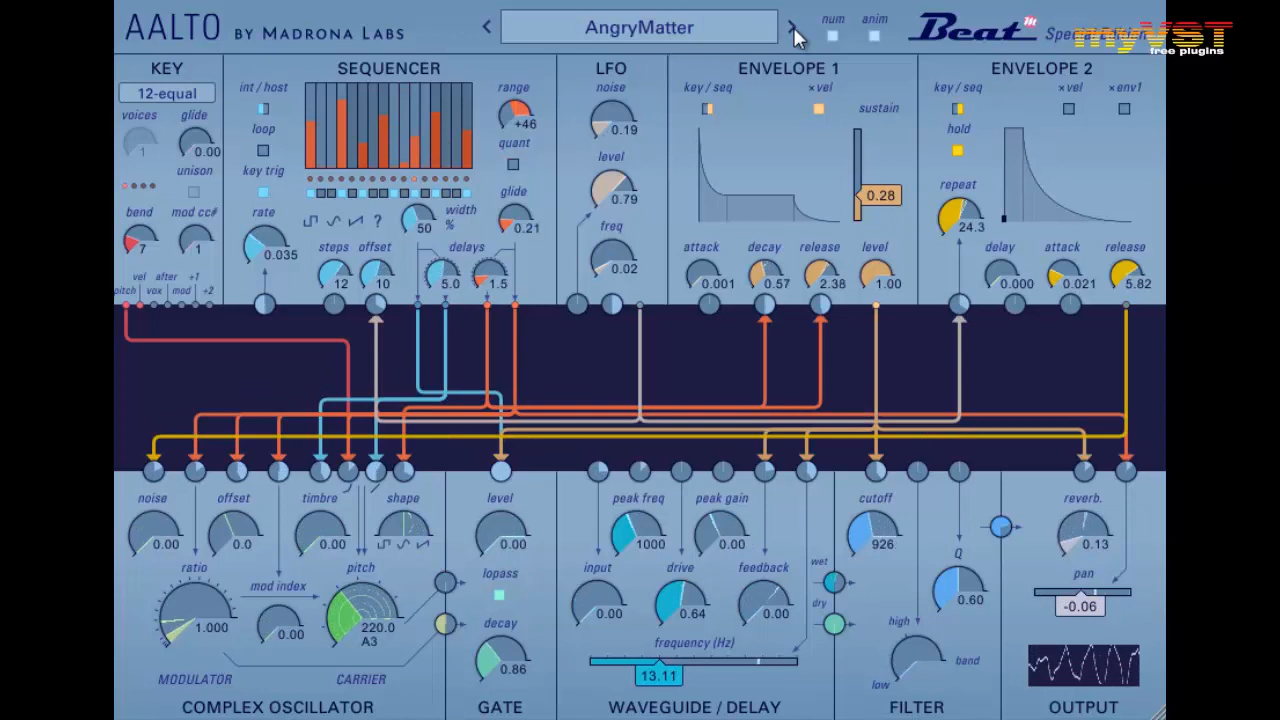 AALTO BY MADRONA LABS
AngryMatter
num anim
Beat m
myVST
free plugins
KEY SEQUENCER LFO ENVELOPE 1 ENVELOPE 2
12-equal
voices glide
1 0.00
unison
bend mod cc#
7 1
vel after +1
pitch vox mod +2
int / host
loop
key trig
rate
0.035
steps offset
12 10
?
width %
50
delays
5.0 1.5
range
+46
quant
glide
0.21
noise
0.19
level
0.79
freq
0.02
key / seq × vel
sustain
0.28
attack decay release level
0.001 0.57 2.38 1.00
key / seq × vel × env1
hold
repeat
24.3
delay attack release
0.000 0.021 5.82
noise offset timbre shape
0.00 0.0 0.00
ratio mod index pitch
1.000 0.00 220.0
A3
MODULATOR CARRIER
COMPLEX OSCILLATOR
level
0.00
lopass
decay
0.86
GATE
peak freq peak gain
1000 0.00
input drive feedback
0.00 0.64 0.00
frequency (Hz)
13.11
WAVEGUIDE / DELAY
wet
dry
cutoff
926
Q
0.60
high
band
low
FILTER
reverb.
0.13
pan
-0.06
OUTPUT